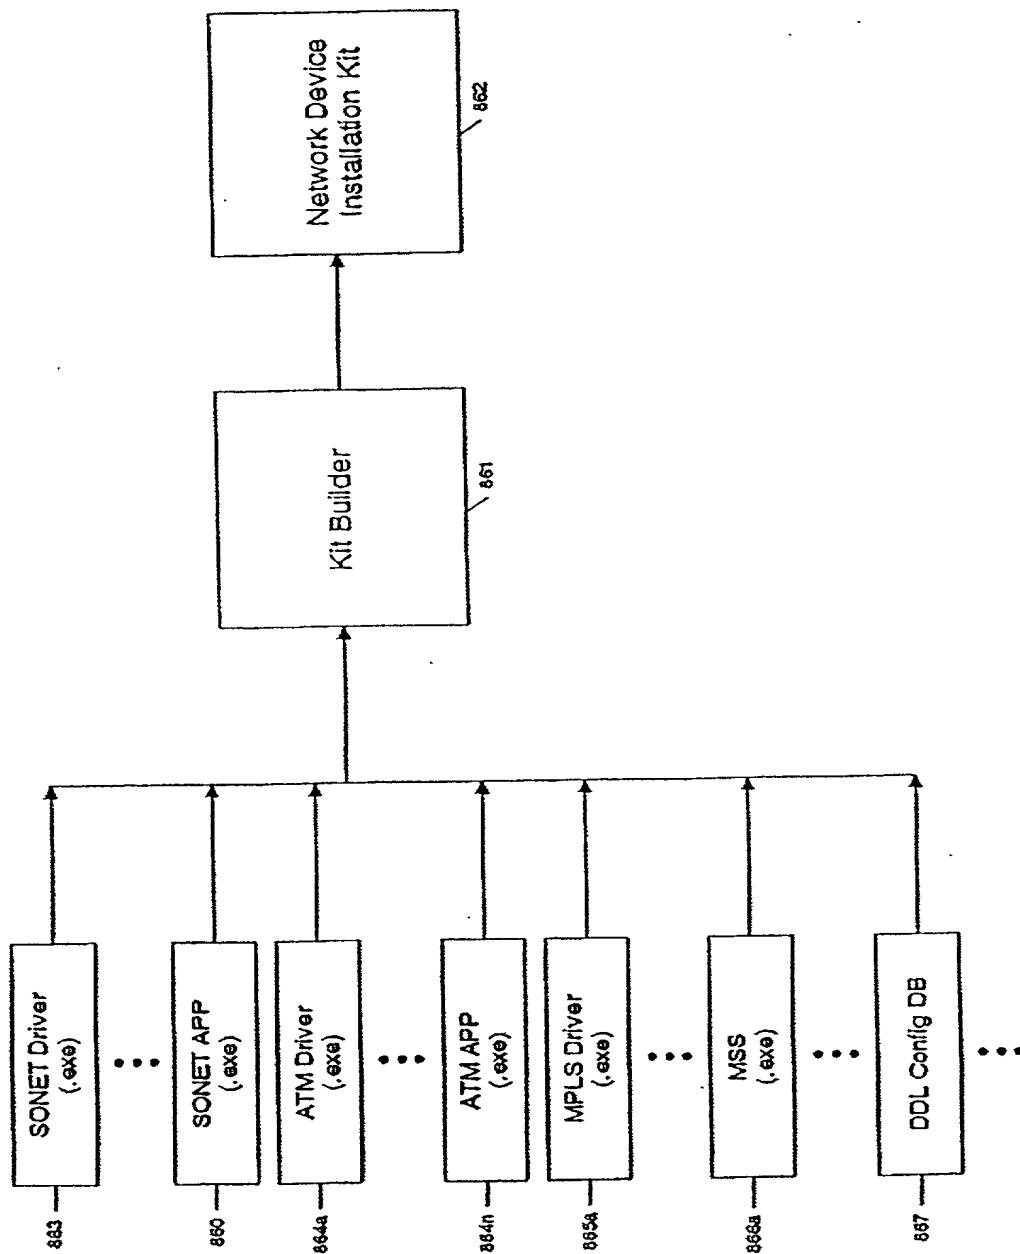 Network Device
Installation Kit
862
Kit Builder
861
SONET Driver
(.exe)
863
SONET APP
(.exe)
860
ATM Driver
(.exe)
864a
ATM APP
(.exe)
864n
MPLS Driver
(.exe)
865a
MSS
(.exe)
866a
DDL Config DB
867